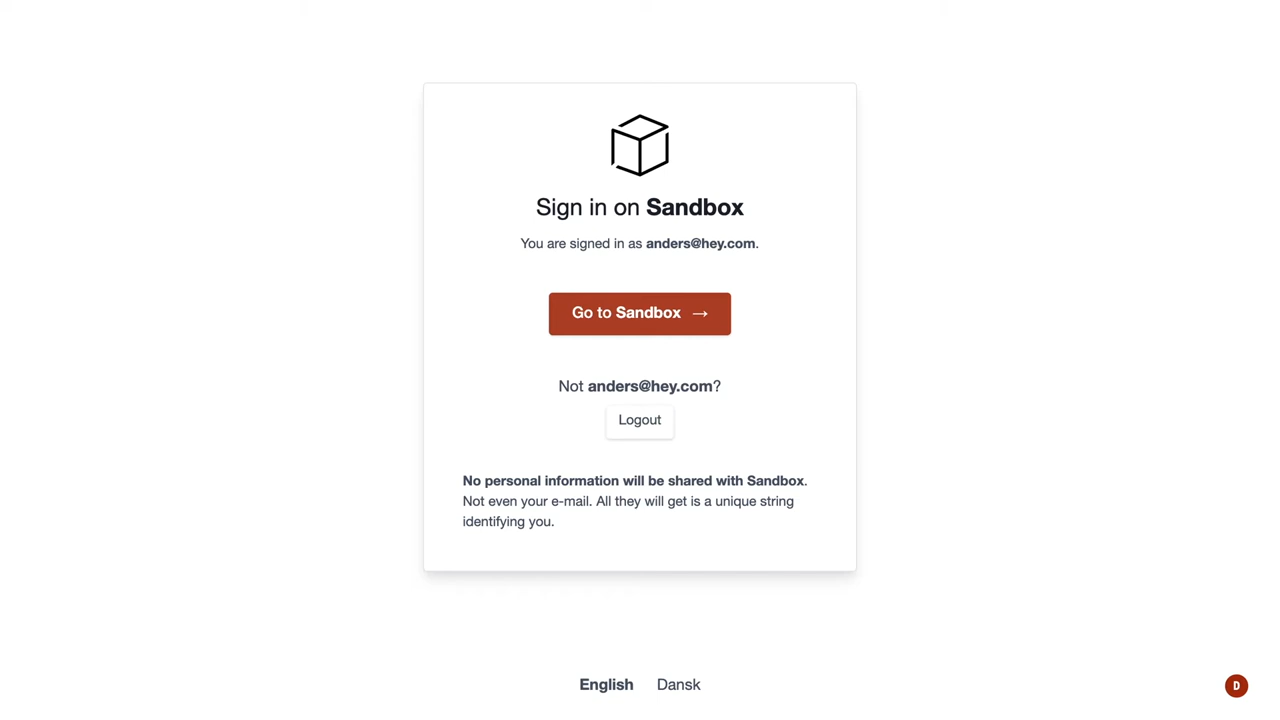 Sign in on Sandbox
You are signed in as anders@hey.com.
Go to Sandbox →
Not anders@hey.com?
Logout
No personal information will be shared with Sandbox.
Not even your e-mail. All they will get is a unique string
identifying you.
English Dansk
D